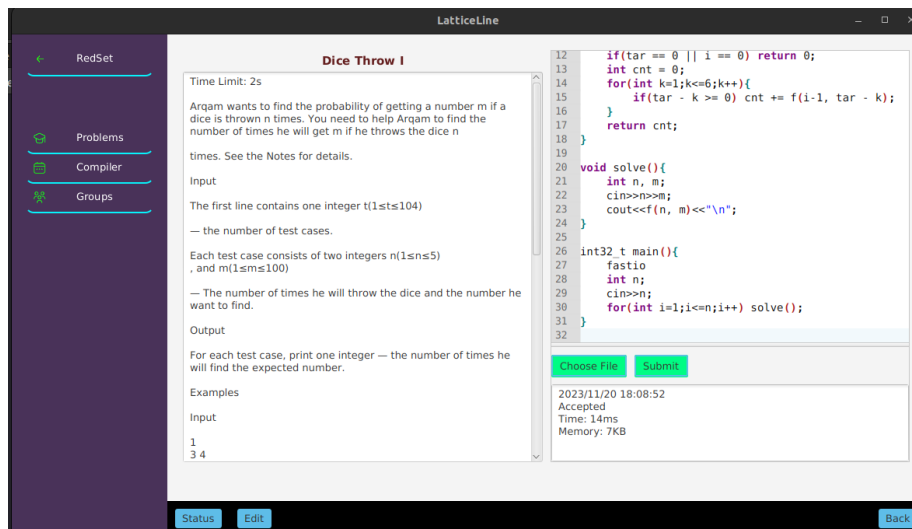 LatticeLine
RedSet
Problems
Compiler
Groups
Dice Throw I
Time Limit: 2s
Arqam wants to find the probability of getting a number m if a
dice is thrown n times. You need to help Arqam to find the
number of times he will get m if he throws the dice n
times. See the Notes for details.
Input
The first line contains one integer t(1≤t≤104)
— the number of test cases.
Each test case consists of two integers n(1≤n≤5)
, and m(1≤m≤100)
— The number of times he will throw the dice and the number he
want to find.
Output
For each test case, print one integer — the number of times he
will find the expected number.
Examples
Input
1
3 4
12 if(tar == 0 || i == 0) return 0;
13 int cnt = 0;
14 for(int k=1;k<=6;k++){
15 if(tar - k >= 0) cnt += f(i-1, tar - k);
16 }
17 return cnt;
18 }
19
20 void solve(){
21 int n, m;
22 cin>>n>>m;
23 cout<<f(n, m)<<"\n";
24 }
25
26 int32_t main(){
27 fastio
28 int n;
29 cin>>n;
30 for(int i=1;i<=n;i++) solve();
31 }
32
Choose File Submit
2023/11/20 18:08:52
Accepted
Time: 14ms
Memory: 7KB
Status Edit Back